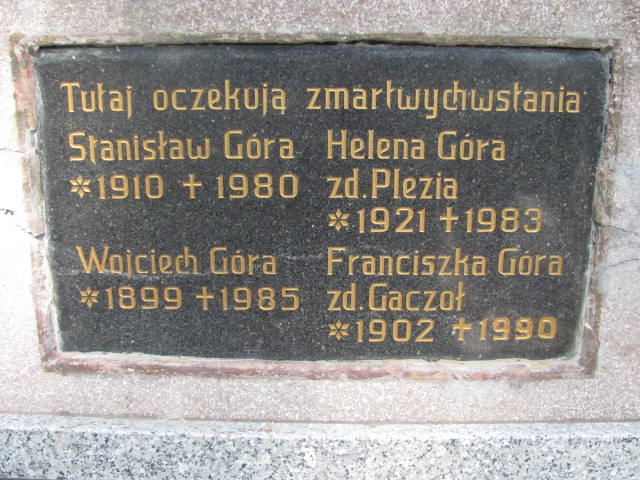 Tutaj oczekują zmartwychwstania
Stanisław Góra
*1910 +1980
Helena Góra
zd. Plezia
*1921 +1983
Wojciech Góra
*1899 +1985
Franciszka Góra
zd. Gaczoł
*1902 +1990